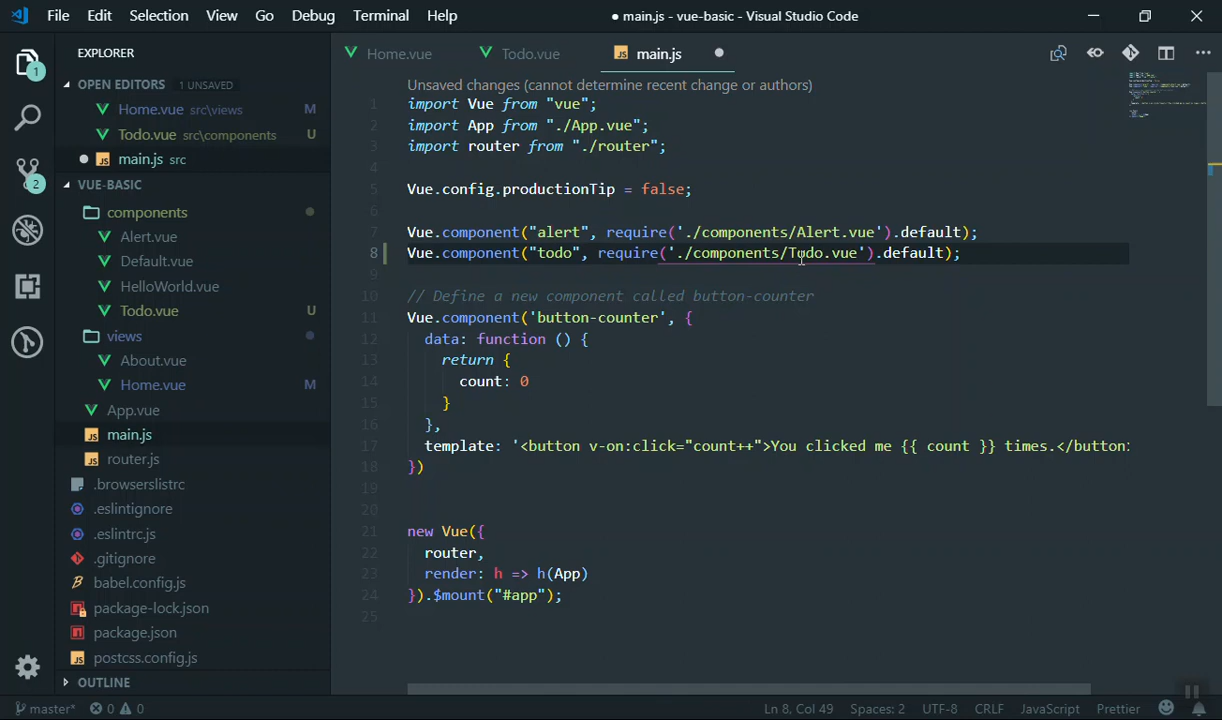 File Edit Selection View Go Debug Terminal Help ● main.js - vue-basic - Visual Studio Code
EXPLORER
Home.vue Todo.vue main.js
1
OPEN EDITORS 1 UNSAVED
Home.vue src\views M
Todo.vue src\components U
main.js src
2
VUE-BASIC
components
Alert.vue
Default.vue
HelloWorld.vue
Todo.vue U
views
About.vue
Home.vue M
App.vue
main.js
router.js
.browserslistrc
.eslintignore
.eslintrc.js
.gitignore
babel.config.js
package-lock.json
package.json
postcss.config.js
OUTLINE
Unsaved changes (cannot determine recent change or authors)
1 import Vue from "vue";
2 import App from "./App.vue";
3 import router from "./router";
4
5 Vue.config.productionTip = false;
6
7 Vue.component("alert", require('./components/Alert.vue').default);
8 Vue.component("todo", require('./components/Todo.vue').default);
9
10 // Define a new component called button-counter
11 Vue.component('button-counter', {
12 data: function () {
13 return {
14 count: 0
15 }
16 },
17 template: '<button v-on:click="count++">You clicked me {{ count }} times.</button
18 })
19
20
21 new Vue({
22 router,
23 render: h => h(App)
24 }).$mount("#app");
25
master* 0 0 Ln 8, Col 49 Spaces: 2 UTF-8 CRLF JavaScript Prettier